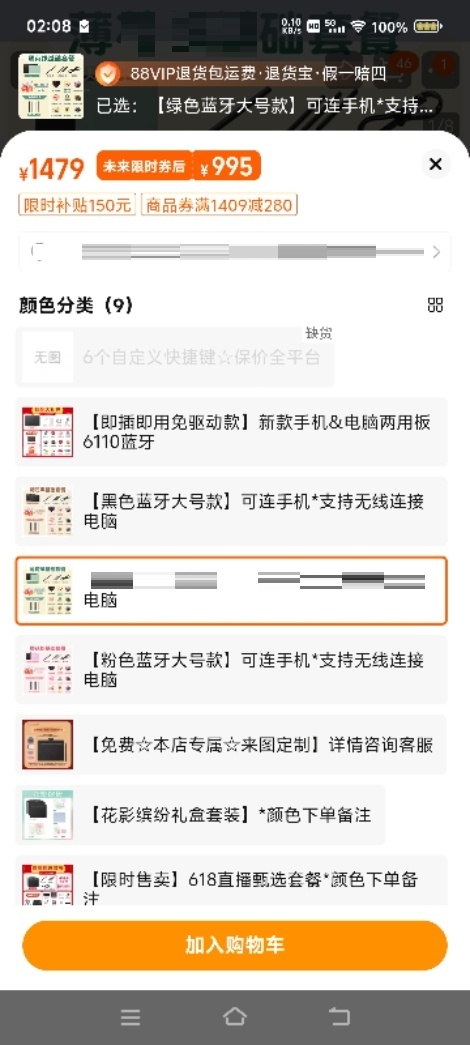 02:08
0.10 KB/S HD 5G 100%
88VIP退货包运费·退货宝·假一赔四
已选：【绿色蓝牙大号款】可连手机*支持...
1/8
¥1479 未来限时券后 ¥995
限时补贴150元 商品券满1409减280
颜色分类（9）
缺货
无图 6个自定义快捷键☆保价全平台
【即插即用免驱动款】新款手机&电脑两用板
6110蓝牙
【黑色蓝牙大号款】可连手机*支持无线连接
电脑
电脑
【粉色蓝牙大号款】可连手机*支持无线连接
电脑
【免费☆本店专属☆来图定制】详情咨询客服
【花影缤纷礼盒套装】*颜色下单备注
【限时售卖】618直播甄选套餐*颜色下单备
注
加入购物车